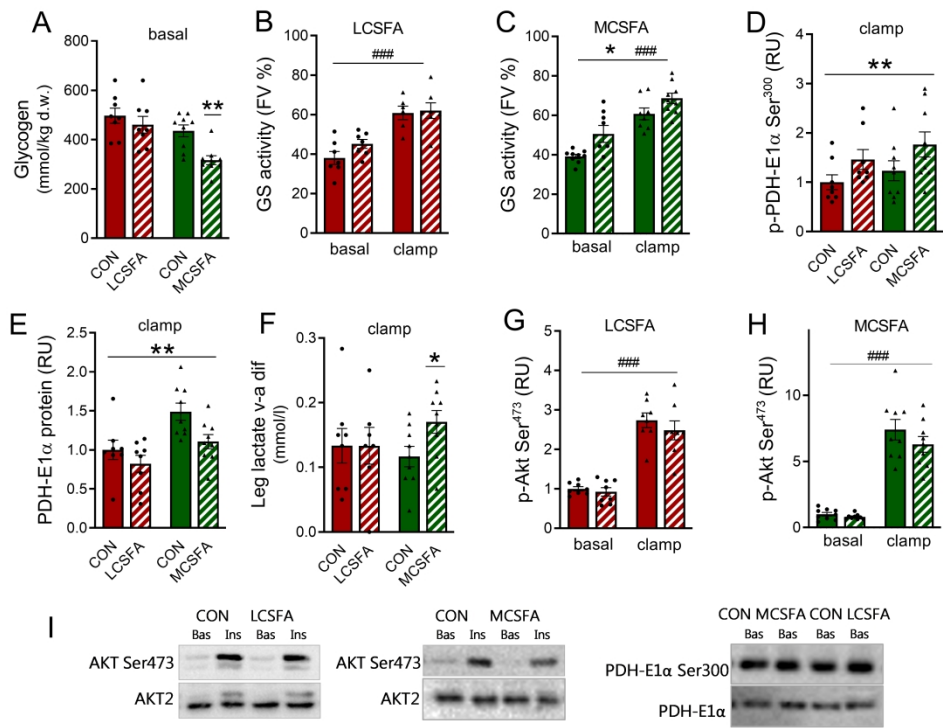 A
basal
Glycogen
(mmol/kg d.w.)
600
400
200
0
**
CON
LCSFA
CON
MCSFA
B
LCSFA
GS activity (FV %)
100
80
60
40
20
0
###
basal
clamp
C
MCSFA
GS activity (FV %)
100
80
60
40
20
0
*
###
basal
clamp
D
clamp
p-PDH-E1α Ser300 (RU)
4
3
2
1
0
**
CON
LCSFA
CON
MCSFA
E
clamp
PDH-E1α protein (RU)
2.5
2.0
1.5
1.0
0.5
0.0
**
CON
LCSFA
CON
MCSFA
F
clamp
Leg lactate v-a dif
(mmol/l)
0.3
0.2
0.1
0.0
*
CON
LCSFA
CON
MCSFA
G
LCSFA
p-Akt Ser473 (RU)
5
4
3
2
1
0
###
basal
clamp
H
MCSFA
p-Akt Ser473 (RU)
10
5
0
###
basal
clamp
I
CON LCSFA
Bas Ins Bas Ins
AKT Ser473
AKT2
CON MCSFA
Bas Ins Bas Ins
AKT Ser473
AKT2
CON MCSFA CON LCSFA
Bas Bas Bas Bas
PDH-E1α Ser300
PDH-E1α